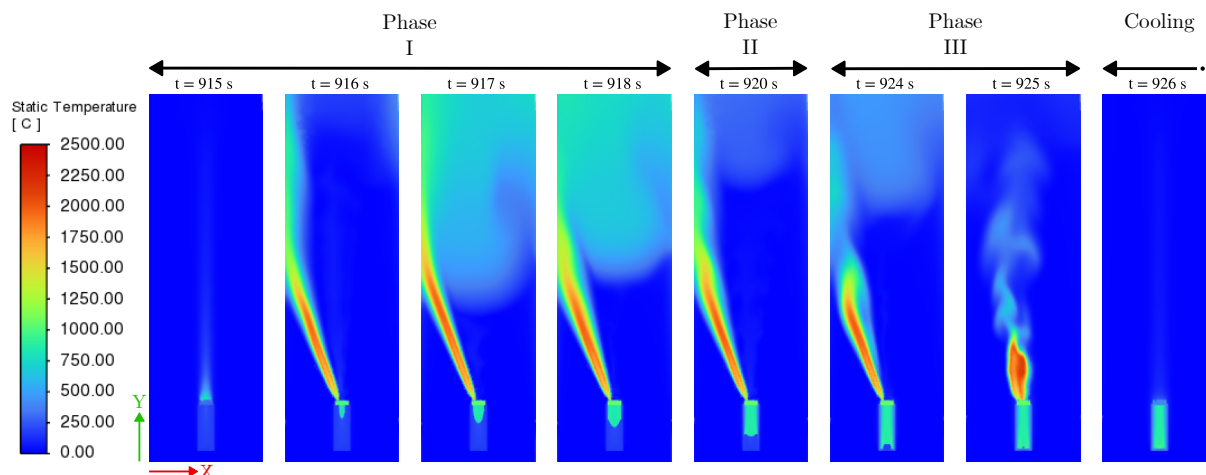 Phase
I
Phase
II
Phase
III
Cooling
t = 915 s
t = 916 s
t = 917 s
t = 918 s
t = 920 s
t = 924 s
t = 925 s
t = 926 s
Static Temperature
[ C ]
2500.00
2250.00
2000.00
1750.00
1500.00
1250.00
1000.00
750.00
500.00
250.00
0.00
Y
X